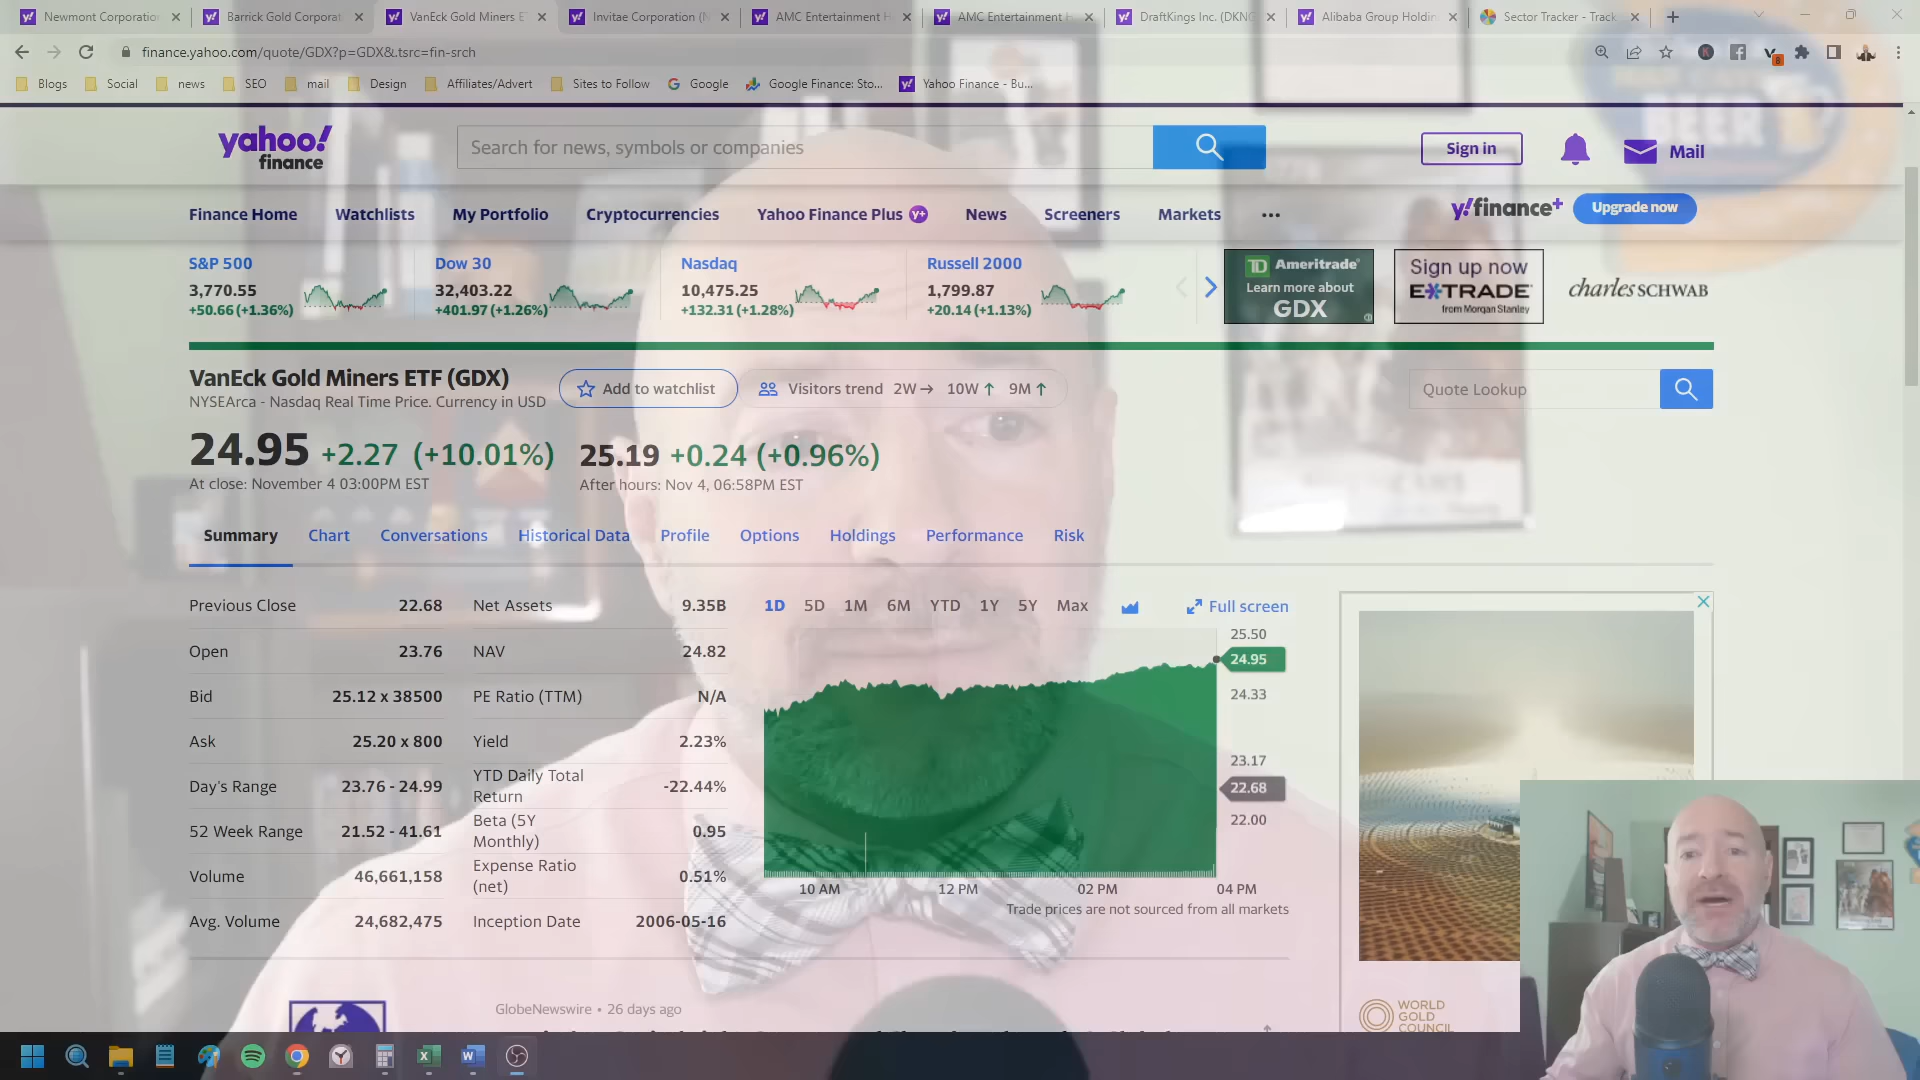 Newmont Corporation
Barrick Gold Corporat
VanEck Gold Miners ET
Invitae Corporation (N
AMC Entertainment H
AMC Entertainment H
DraftKings Inc. (DKNG
Alibaba Group Holdin
Sector Tracker - Track
finance.yahoo.com/quote/GDX?p=GDX&.tsrc=fin-srch
Blogs
Social
news
SEO
mail
Design
Affiliates/Advert
Sites to Follow
Google
Google Finance: Sto...
Yahoo Finance - Bu...
BEER
yahoo!
finance
Search for news, symbols or companies
Sign in
Mail
Finance Home
Watchlists
My Portfolio
Cryptocurrencies
Yahoo Finance Plus
News
Screeners
Markets
...
y!finance+
Upgrade now
S&P 500
3,770.55
+50.66 (+1.36%)
Dow 30
32,403.22
+401.97 (+1.26%)
Nasdaq
10,475.25
+132.31 (+1.28%)
Russell 2000
1,799.87
+20.14 (+1.13%)
TD Ameritrade
Learn more about
GDX
Sign up now
E*TRADE
from Morgan Stanley
charles SCHWAB
VanEck Gold Miners ETF (GDX)
NYSEArca - Nasdaq Real Time Price. Currency in USD
Add to watchlist
Visitors trend 2W→ 10W↑ 9M↑
Quote Lookup
24.95 +2.27 (+10.01%)
At close: November 4 03:00PM EST
25.19 +0.24 (+0.96%)
After hours: Nov 4, 06:58PM EST
Summary
Chart
Conversations
Historical Data
Profile
Options
Holdings
Performance
Risk
Previous Close 22.68
Open 23.76
Bid 25.12 x 38500
Ask 25.20 x 800
Day's Range 23.76 - 24.99
52 Week Range 21.52 - 41.61
Volume 46,661,158
Avg. Volume 24,682,475
Net Assets 9.35B
NAV 24.82
PE Ratio (TTM) N/A
Yield 2.23%
YTD Daily Total
Return -22.44%
Beta (5Y
Monthly) 0.95
Expense Ratio
(net) 0.51%
Inception Date 2006-05-16
1D 5D 1M 6M YTD 1Y 5Y Max
Full screen
25.50
24.95
24.33
23.17
22.68
22.00
10 AM
12 PM
02 PM
04 PM
Trade prices are not sourced from all markets
GlobeNewswire • 26 days ago
WORLD
GOLD
COUNCIL